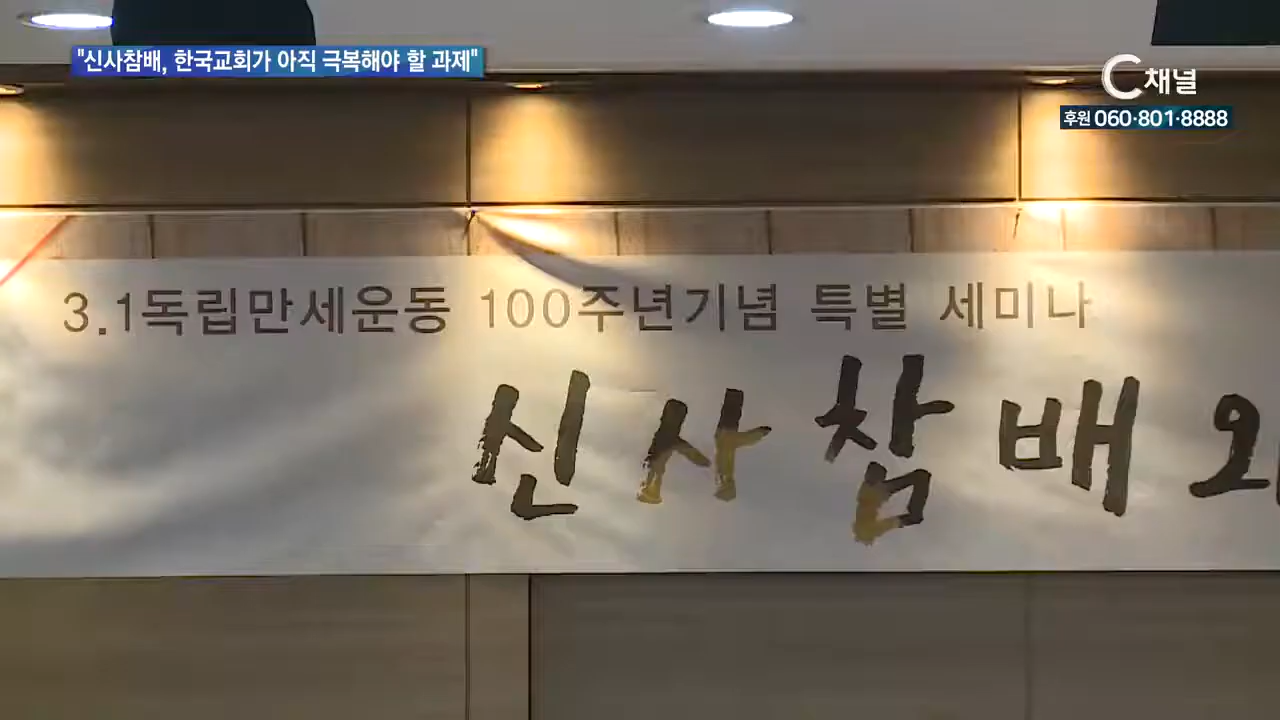 "신사참배, 한국교회가 아직 극복해야 할 과제"
C채널
후원 060·801·8888
3.1독립만세운동 100주년기념 특별 세미나
신사참배와